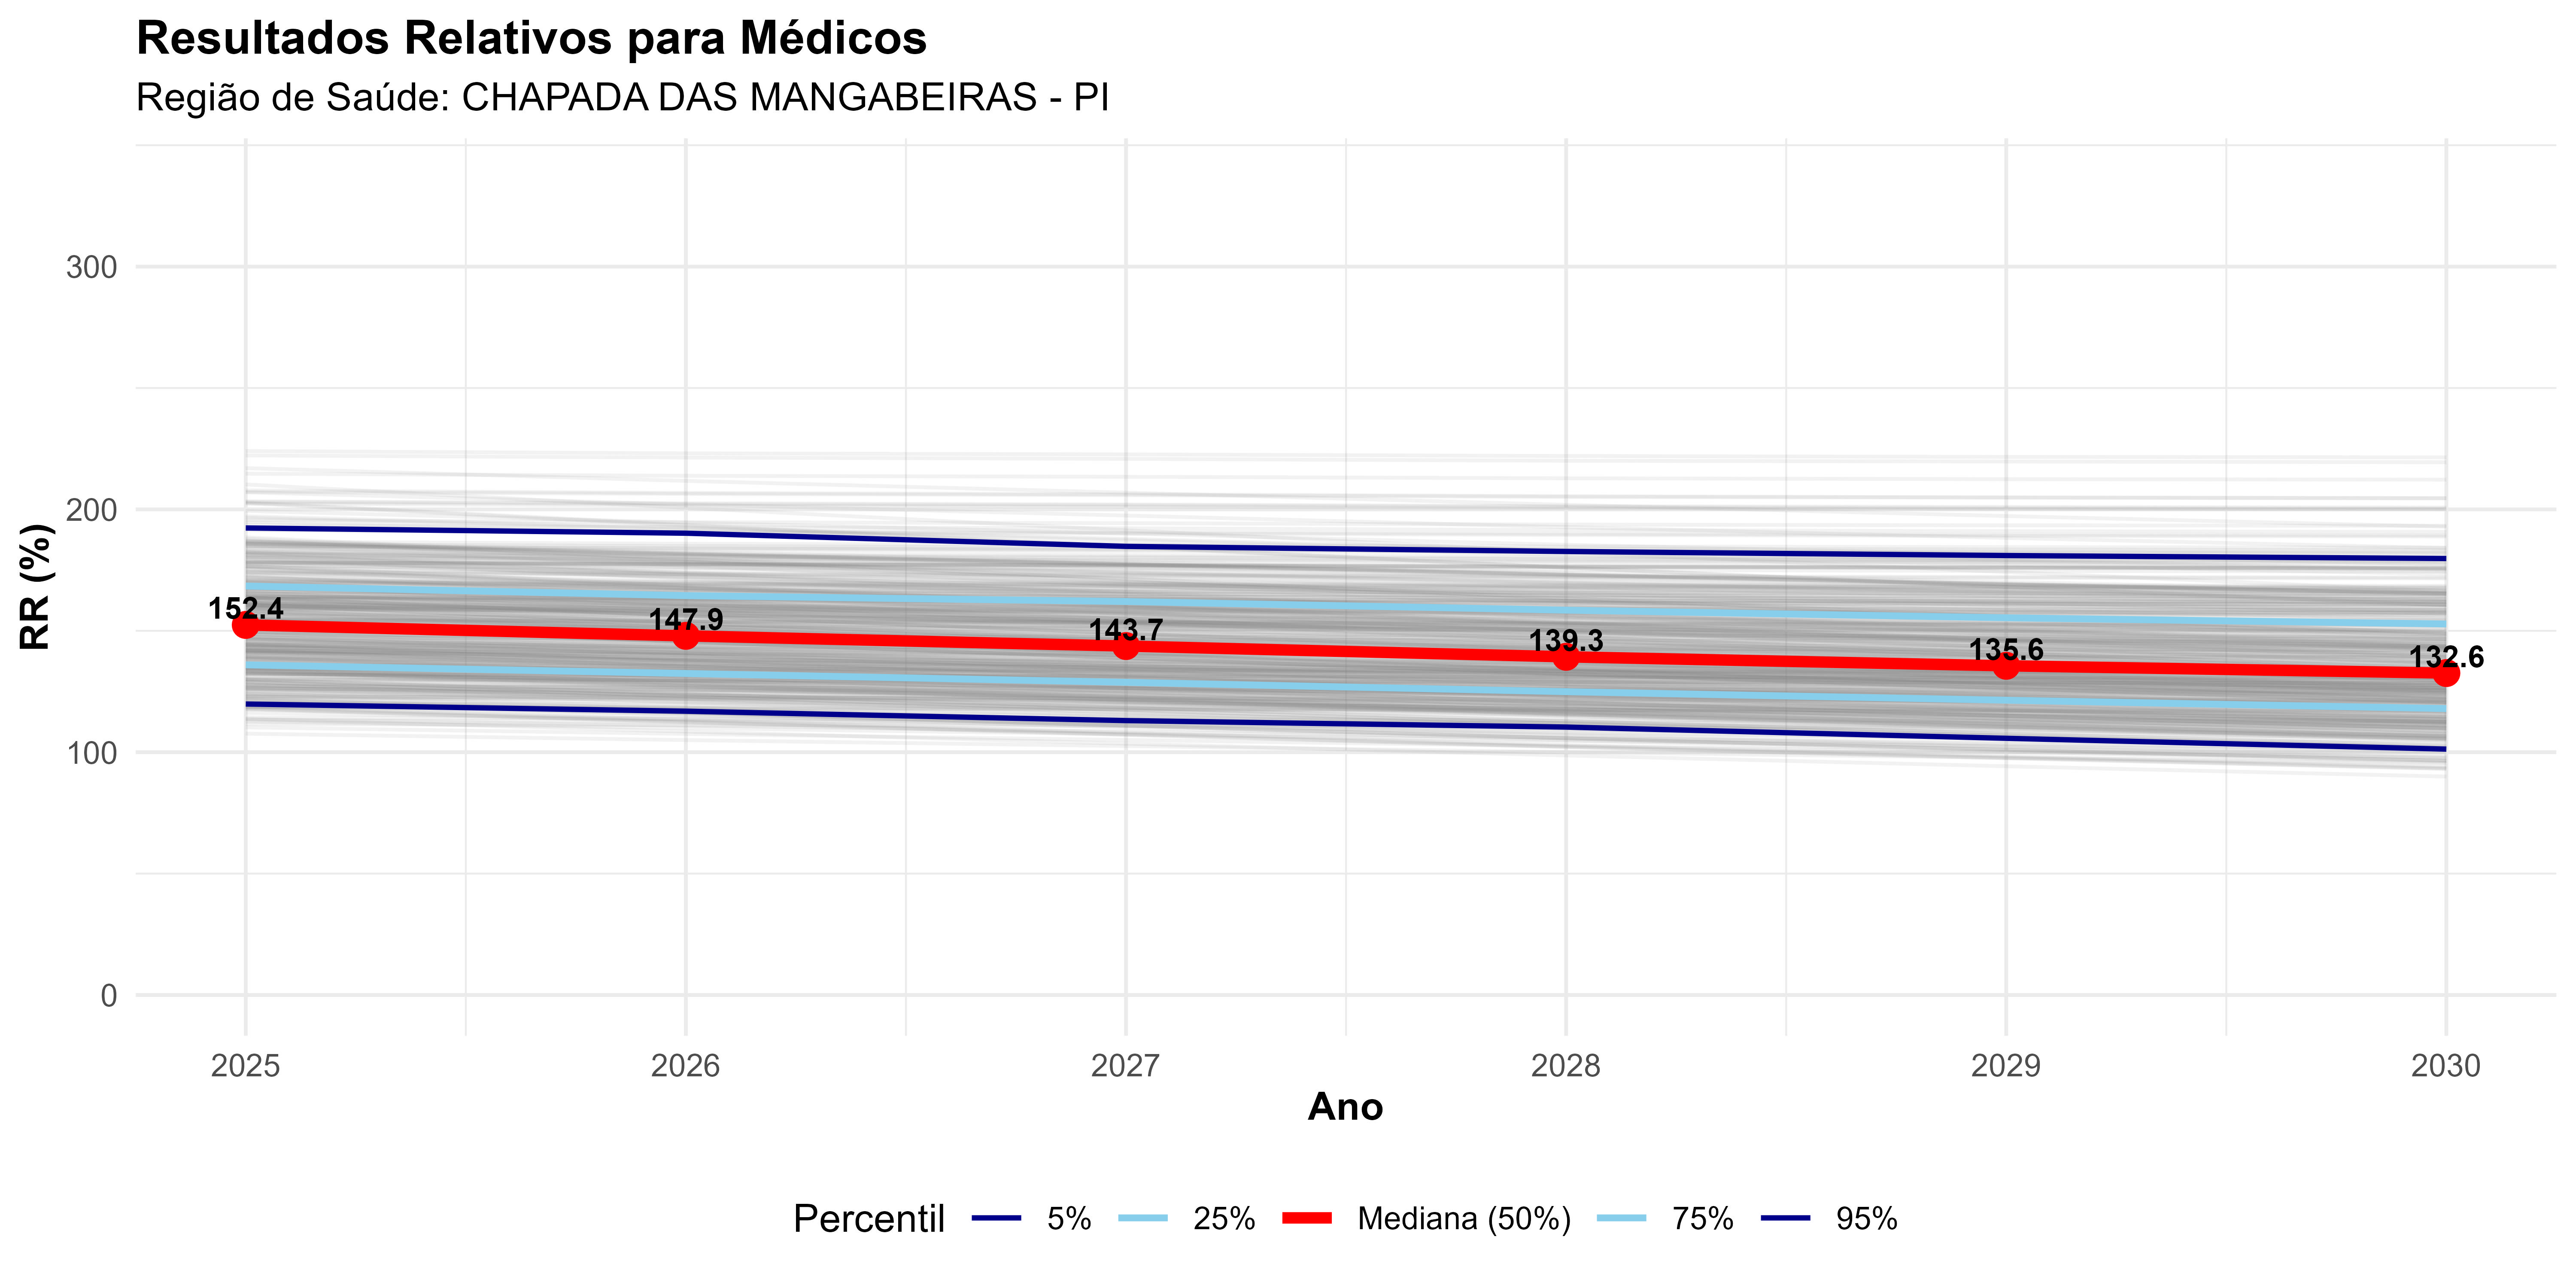 Resultados Relativos para Médicos
Região de Saúde: CHAPADA DAS MANGABEIRAS - PI
RR (%)
300
200
100
0
152.4
147.9
143.7
139.3
135.6
132.6
2025 2026 2027 2028 2029 2030
Ano
Percentil 5% 25% Mediana (50%) 75% 95%